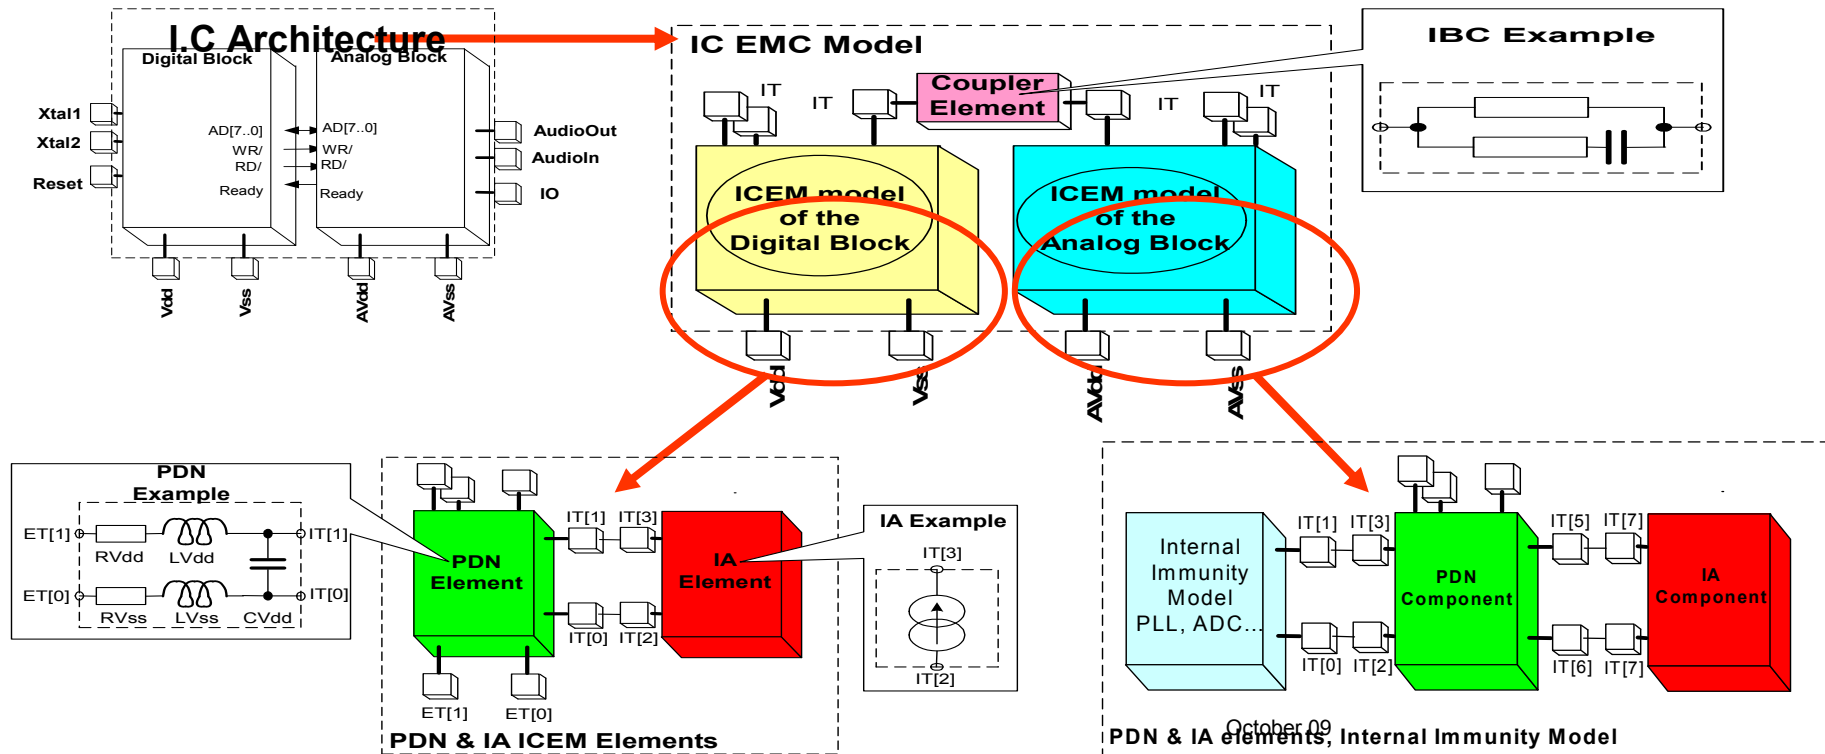 I.C Architecture
Digital Block
Analog Block
Xtal1
Xtal2
Reset
AD[7..0]
WR/
RD/
Ready
AD[7..0]
WR/
RD/
Ready
AudioOut
AudioIn
IO
Vdd
Vss
AVdd
AVss
IC EMC Model
IT
IT
Coupler
Element
IT
IT
ICEM model
of the
Digital Block
ICEM model
of the
Analog Block
Vdd
Vss
AVdd
AVss
IBC Example
PDN
Example
ET[1]
RVdd
LVdd
IT[1]
ET[0]
RVss
LVss
CVdd
IT[0]
PDN
Element
IT[1]
IT[3]
IT[0]
IT[2]
IA
Element
ET[1]
ET[0]
PDN & IA ICEM Elements
IA Example
IT[3]
IT[2]
Internal
Immunity
Model
PLL, ADC...
IT[1]
IT[3]
IT[0]
IT[2]
PDN
Component
IT[5]
IT[7]
IT[6]
IT[7]
IA
Component
October 09
PDN & IA elements, Internal Immunity Model